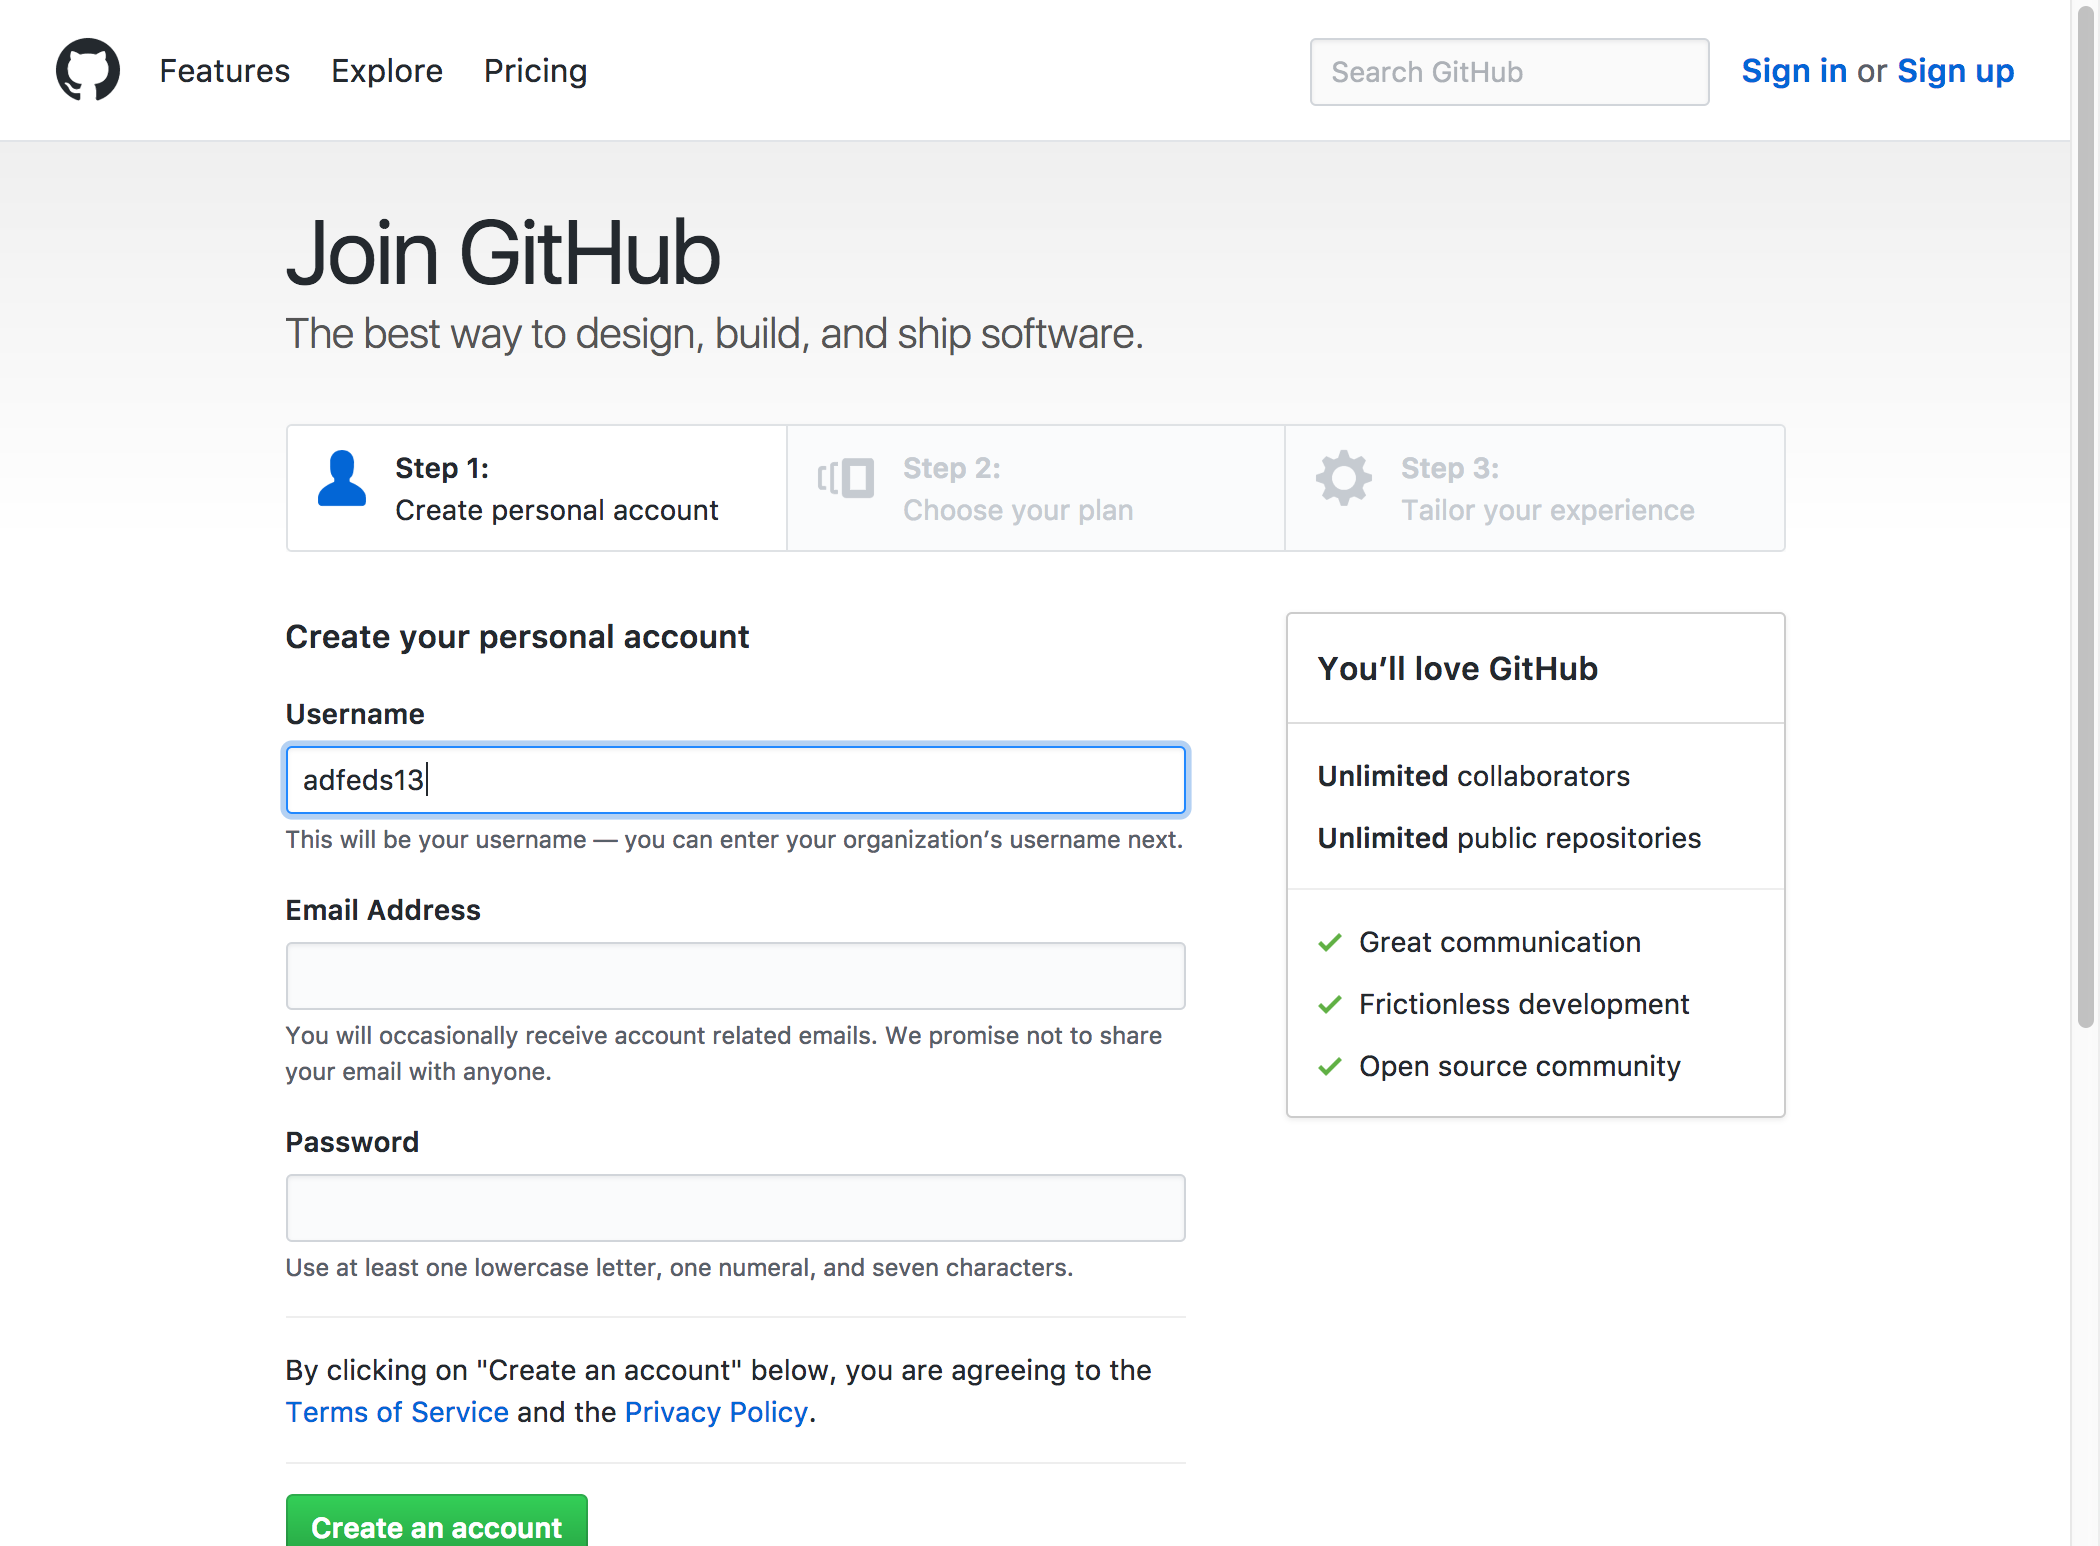 Features Explore Pricing Search GitHub Sign in or Sign up
Join GitHub
The best way to design, build, and ship software.
Step 1:
Create personal account
Step 2:
Choose your plan
Step 3:
Tailor your experience
Create your personal account
Username
adfeds13
This will be your username — you can enter your organization’s username next.
Email Address
You will occasionally receive account related emails. We promise not to share
your email with anyone.
Password
Use at least one lowercase letter, one numeral, and seven characters.
By clicking on "Create an account" below, you are agreeing to the
Terms of Service and the Privacy Policy.
Create an account
You’ll love GitHub
Unlimited collaborators
Unlimited public repositories
Great communication
Frictionless development
Open source community